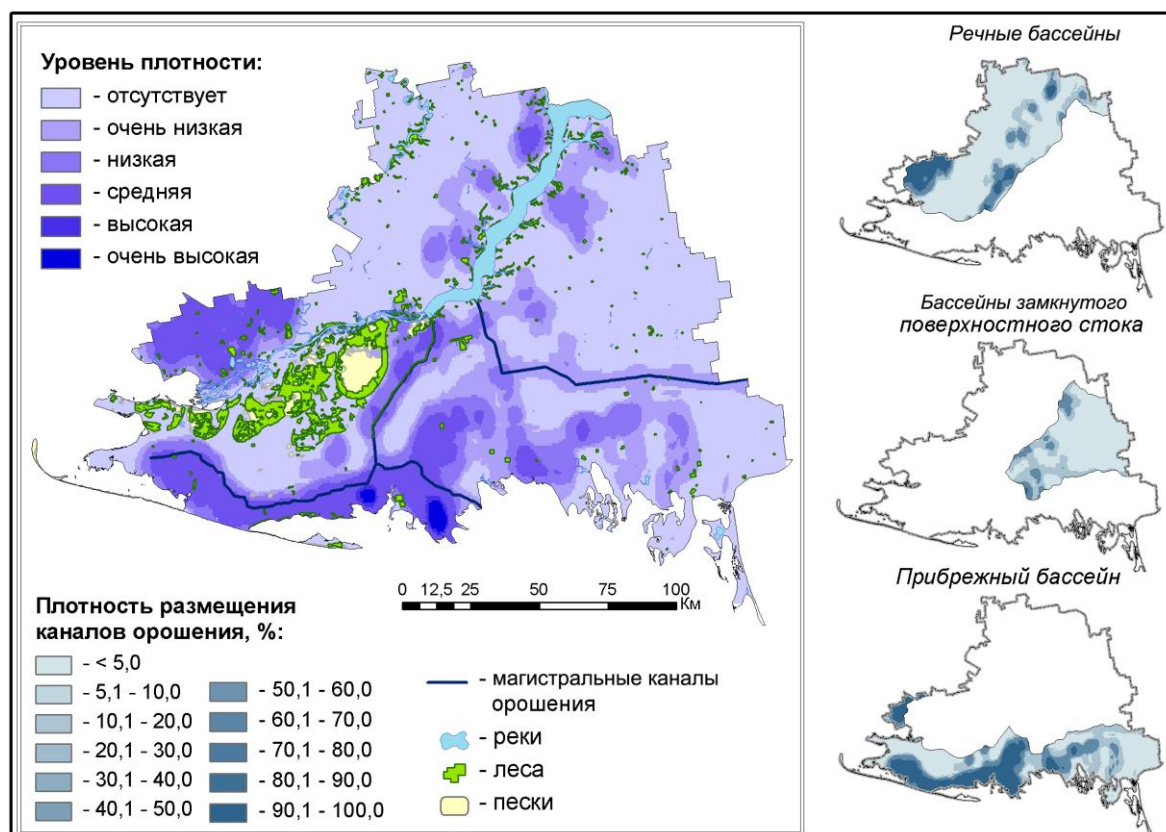 Уровень плотности:
- отсутствует
- очень низкая
- низкая
- средняя
- высокая
- очень высокая
0 12,5 25 50 75 100
Км
Плотность размещения
каналов орошения, %:
- < 5,0
- 5,1 - 10,0
- 10,1 - 20,0
- 20,1 - 30,0
- 30,1 - 40,0
- 40,1 - 50,0
- 50,1 - 60,0
- 60,1 - 70,0
- 70,1 - 80,0
- 80,1 - 90,0
- 90,1 - 100,0
- магистральные каналы
орошения
- реки
- леса
- пески
Речные бассейны
Бассейны замкнутого
поверхностного стока
Прибрежный бассейн